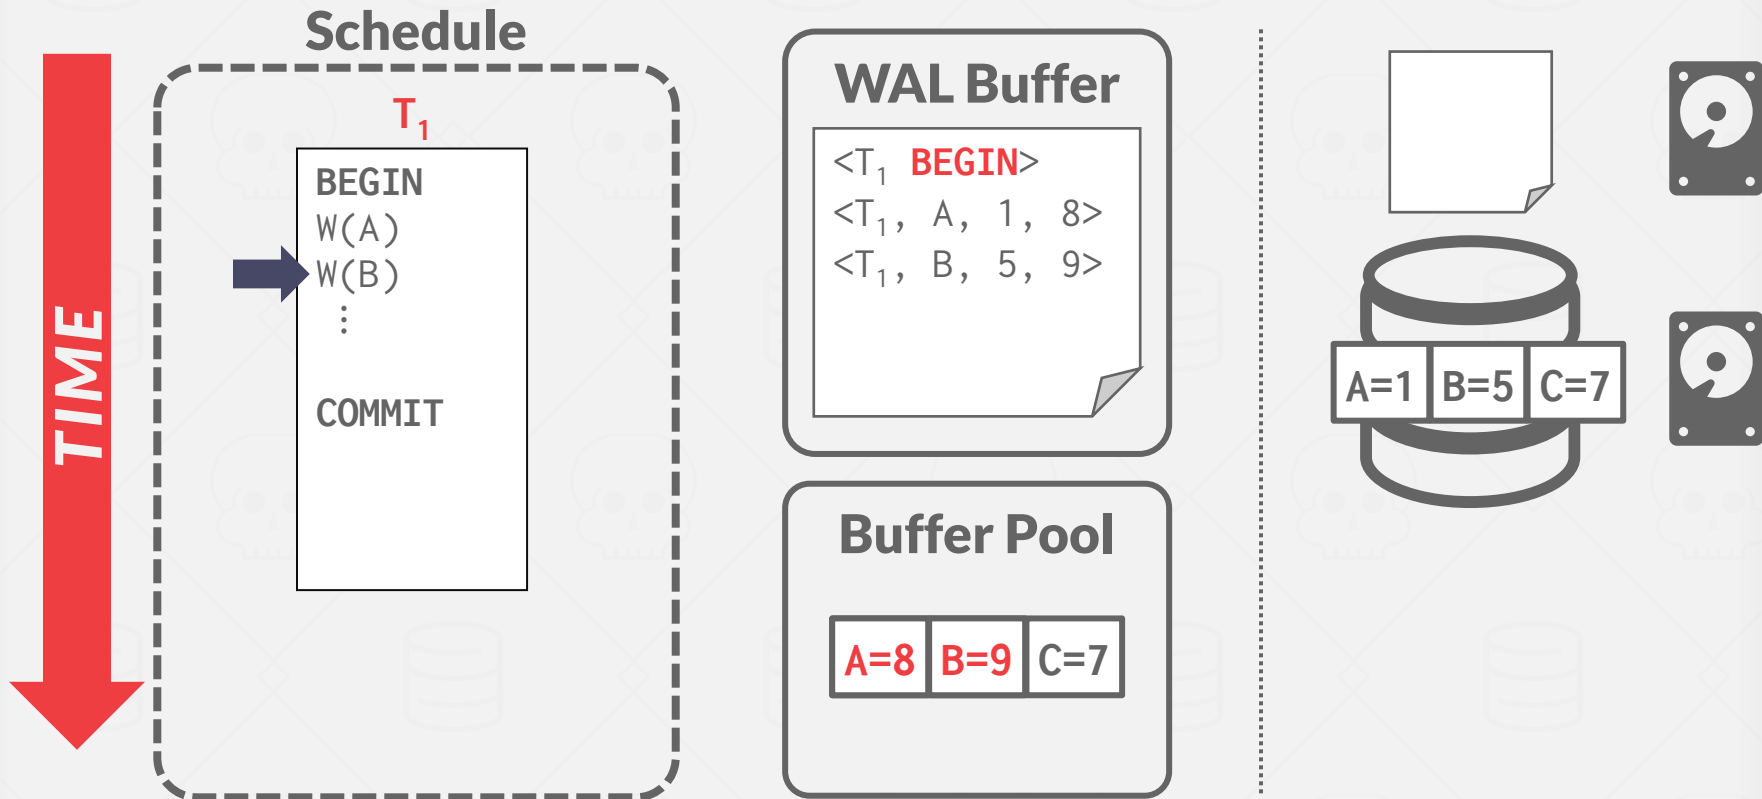 Schedule
TIME
T₁
BEGIN
W(A)
W(B)
⋮
COMMIT
WAL Buffer
<T₁ BEGIN>
<T₁, A, 1, 8>
<T₁, B, 5, 9>
Buffer Pool
A=8 B=9 C=7
A=1 B=5 C=7